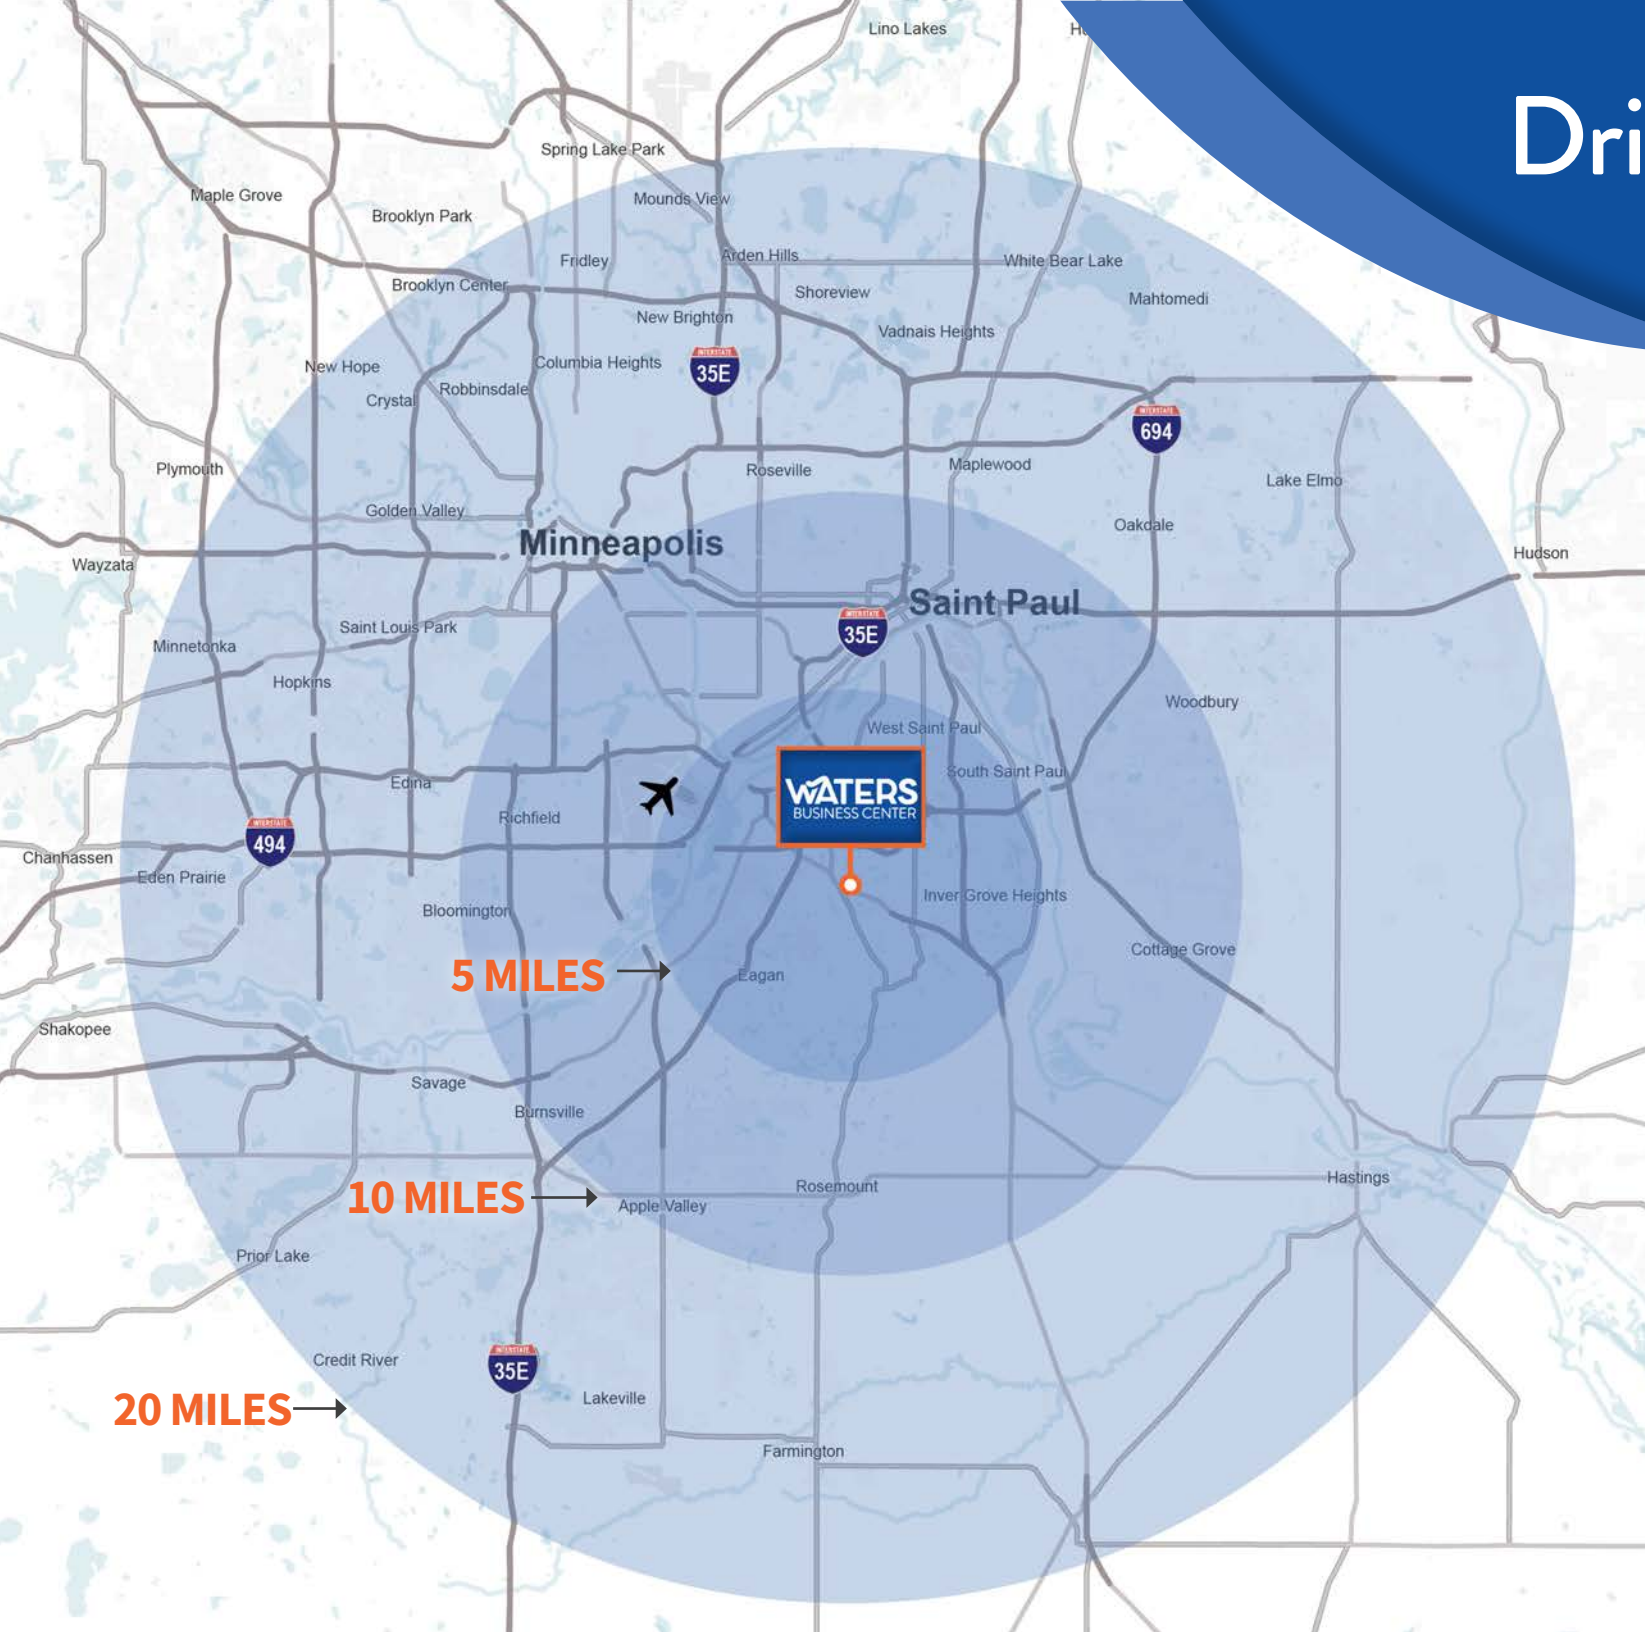 Lino Lakes
Dri
Spring Lake Park
Maple Grove
Mounds View
Brooklyn Park
Arden Hills
Fridley
White Bear Lake
Brooklyn Center
Shoreview
Mahtomedi
New Brighton
Vadnais Heights
INTERSTATE
35E
New Hope
Columbia Heights
Robbinsdale
Crystal
INTERSTATE
694
Plymouth
Roseville
Maplewood
Lake Elmo
Golden Valley
Oakdale
Minneapolis
Hudson
Wayzata
Saint Paul
INTERSTATE
35E
Saint Louis Park
Minnetonka
Hopkins
Woodbury
West Saint Paul
South Saint Paul
Edina
WATERS
BUSINESS CENTER
Richfield
INTERSTATE
494
Chanhassen
Eden Prairie
Inver Grove Heights
Bloomington
Cottage Grove
5 MILES
Eagan
Shakopee
Savage
Burnsville
Hastings
Rosemount
10 MILES
Apple Valley
Prior Lake
INTERSTATE
35E
Credit River
Lakeville
20 MILES
Farmington